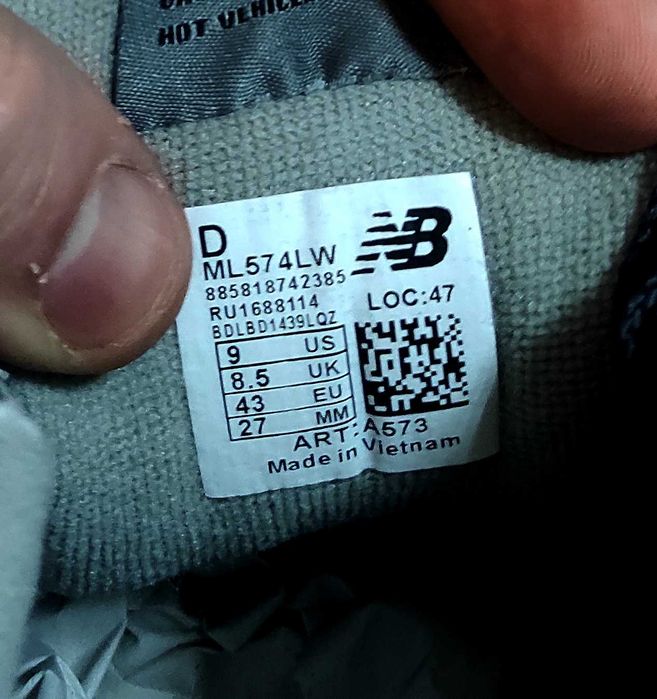 HOT
D
NB
ML574LW
885818742385
RU1688114
LOC:47
BDLBD1439LQZ
9 US
8.5 UK
43 EU
27 MM
ART:A573
Made in Vietnam